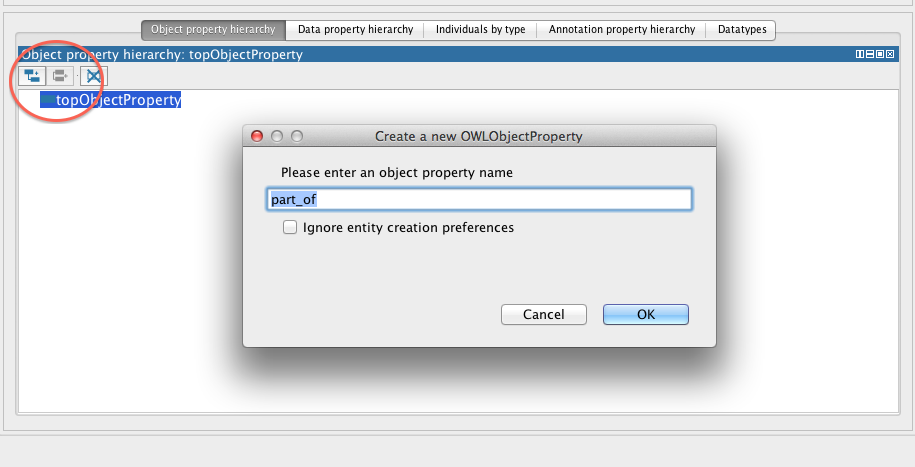 Object property hierarchy Data property hierarchy Individuals by type Annotation property hierarchy Datatypes
Object property hierarchy: topObjectProperty
topObjectProperty
Create a new OWLObjectProperty
Please enter an object property name
part_of
Ignore entity creation preferences
Cancel OK